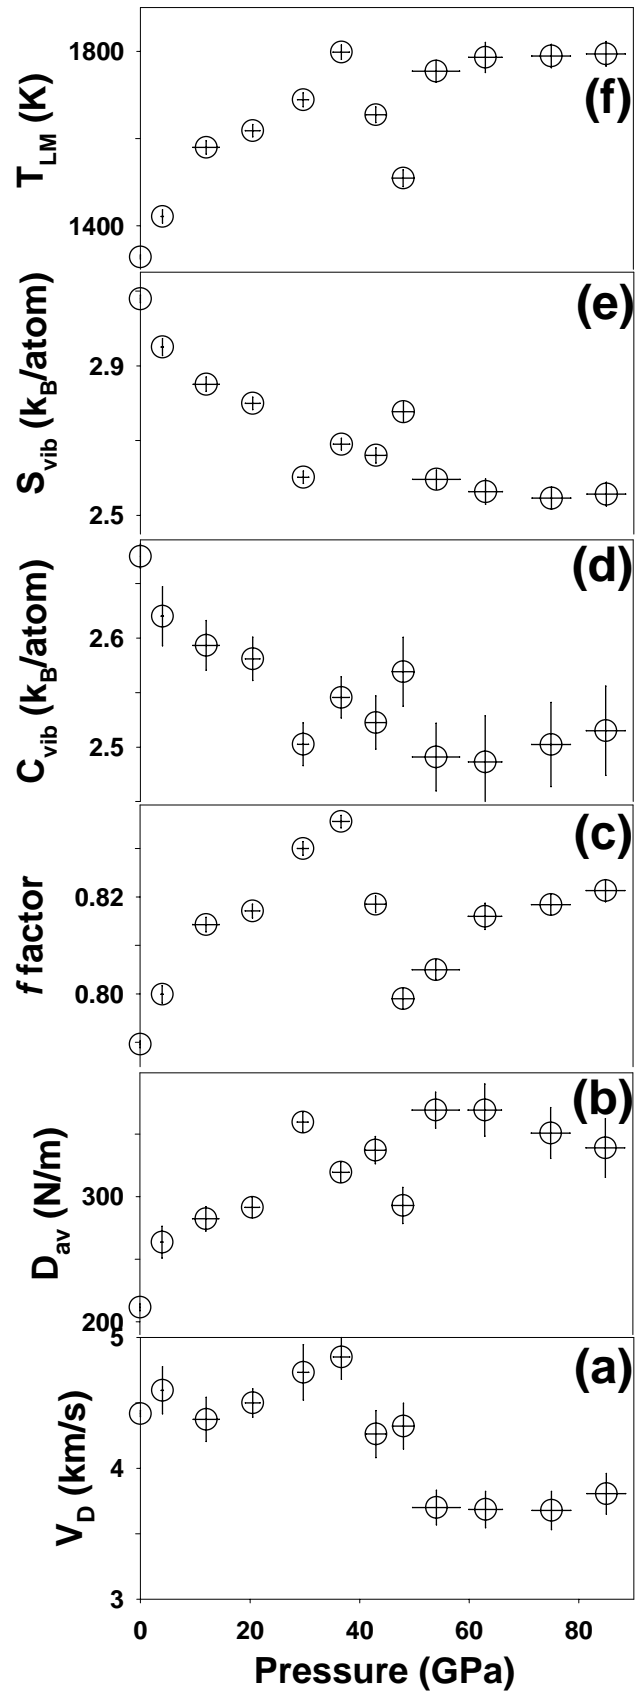 1800
(f)
T_LM (K)
1400
(e)
S_vib (k_B/atom)
2.9
2.5
(d)
C_vib (k_B/atom)
2.6
2.5
(c)
f factor
0.82
0.80
(b)
D_av (N/m)
300
200
5
(a)
V_D (km/s)
4
3
0 20 40 60 80
Pressure (GPa)